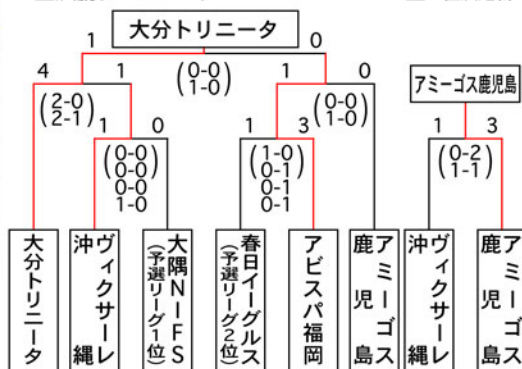 大分トリニータ
1 0
(0-0
1-0)
4 1 1 0
(2-0
2-1)
(0-0
1-0)
1 0 1 3
(0-0
0-0
0-0
1-0)
(1-0
0-1
0-1
0-1)
大分トリニータ
ヴィクサーレ
沖縄
大隅NIFS
(予選リーグ1位)
春日イーグルス
(予選リーグ2位)
アビスパ福岡
アミーゴス
鹿児島
アミーゴス鹿児島
1 3
(0-2
1-1)
ヴィクサーレ
沖縄
アミーゴス
鹿児島